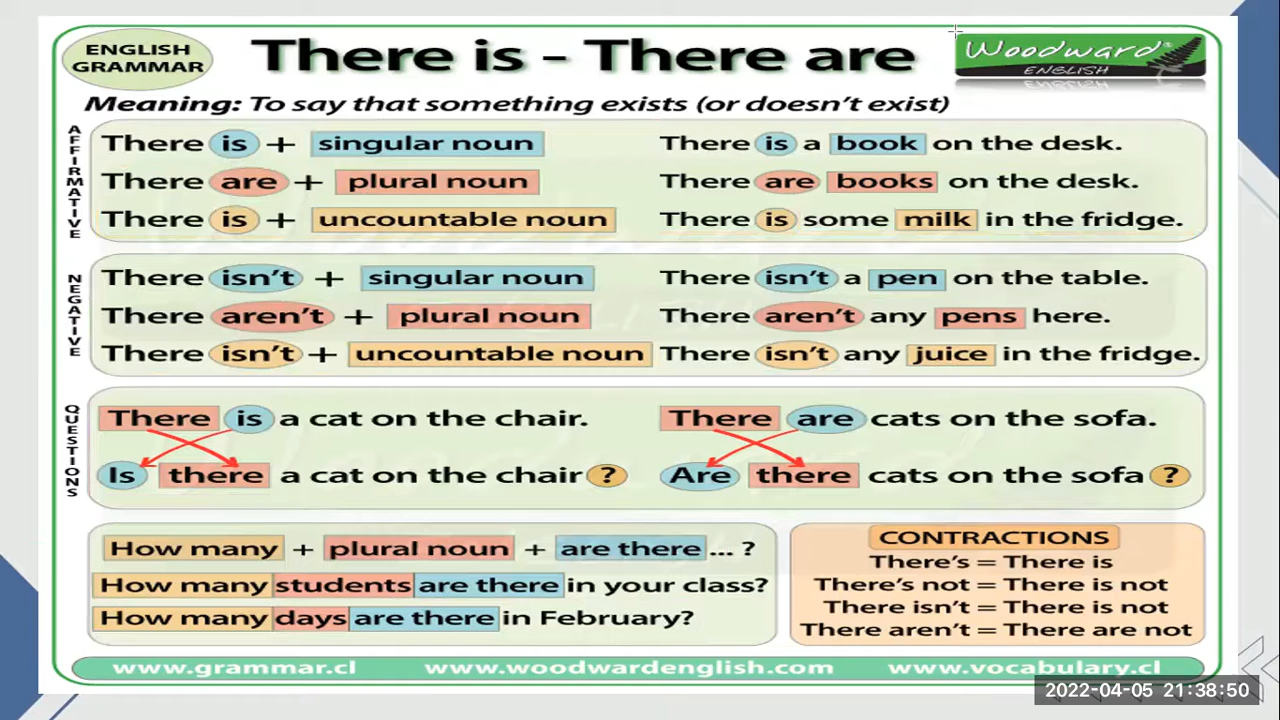 ENGLISH
GRAMMAR
There is – There are
Woodward®
ENGLISH
Meaning: To say that something exists (or doesn't exist)
AFFIRMATIVE
There is + singular noun
There is a book on the desk.
There are + plural noun
There are books on the desk.
There is + uncountable noun
There is some milk in the fridge.
NEGATIVE
There isn't + singular noun
There isn't a pen on the table.
There aren't + plural noun
There aren't any pens here.
There isn't + uncountable noun
There isn't any juice in the fridge.
QUESTIONS
There is a cat on the chair.
Is there a cat on the chair ?
There are cats on the sofa.
Are there cats on the sofa ?
How many + plural noun + are there ... ?
How many students are there in your class?
How many days are there in February?
CONTRACTIONS
There's = There is
There's not = There is not
There isn't = There is not
There aren't = There are not
www.grammar.cl www.woodwardenglish.com www.vocabulary.cl
2022-04-05 21:38:50